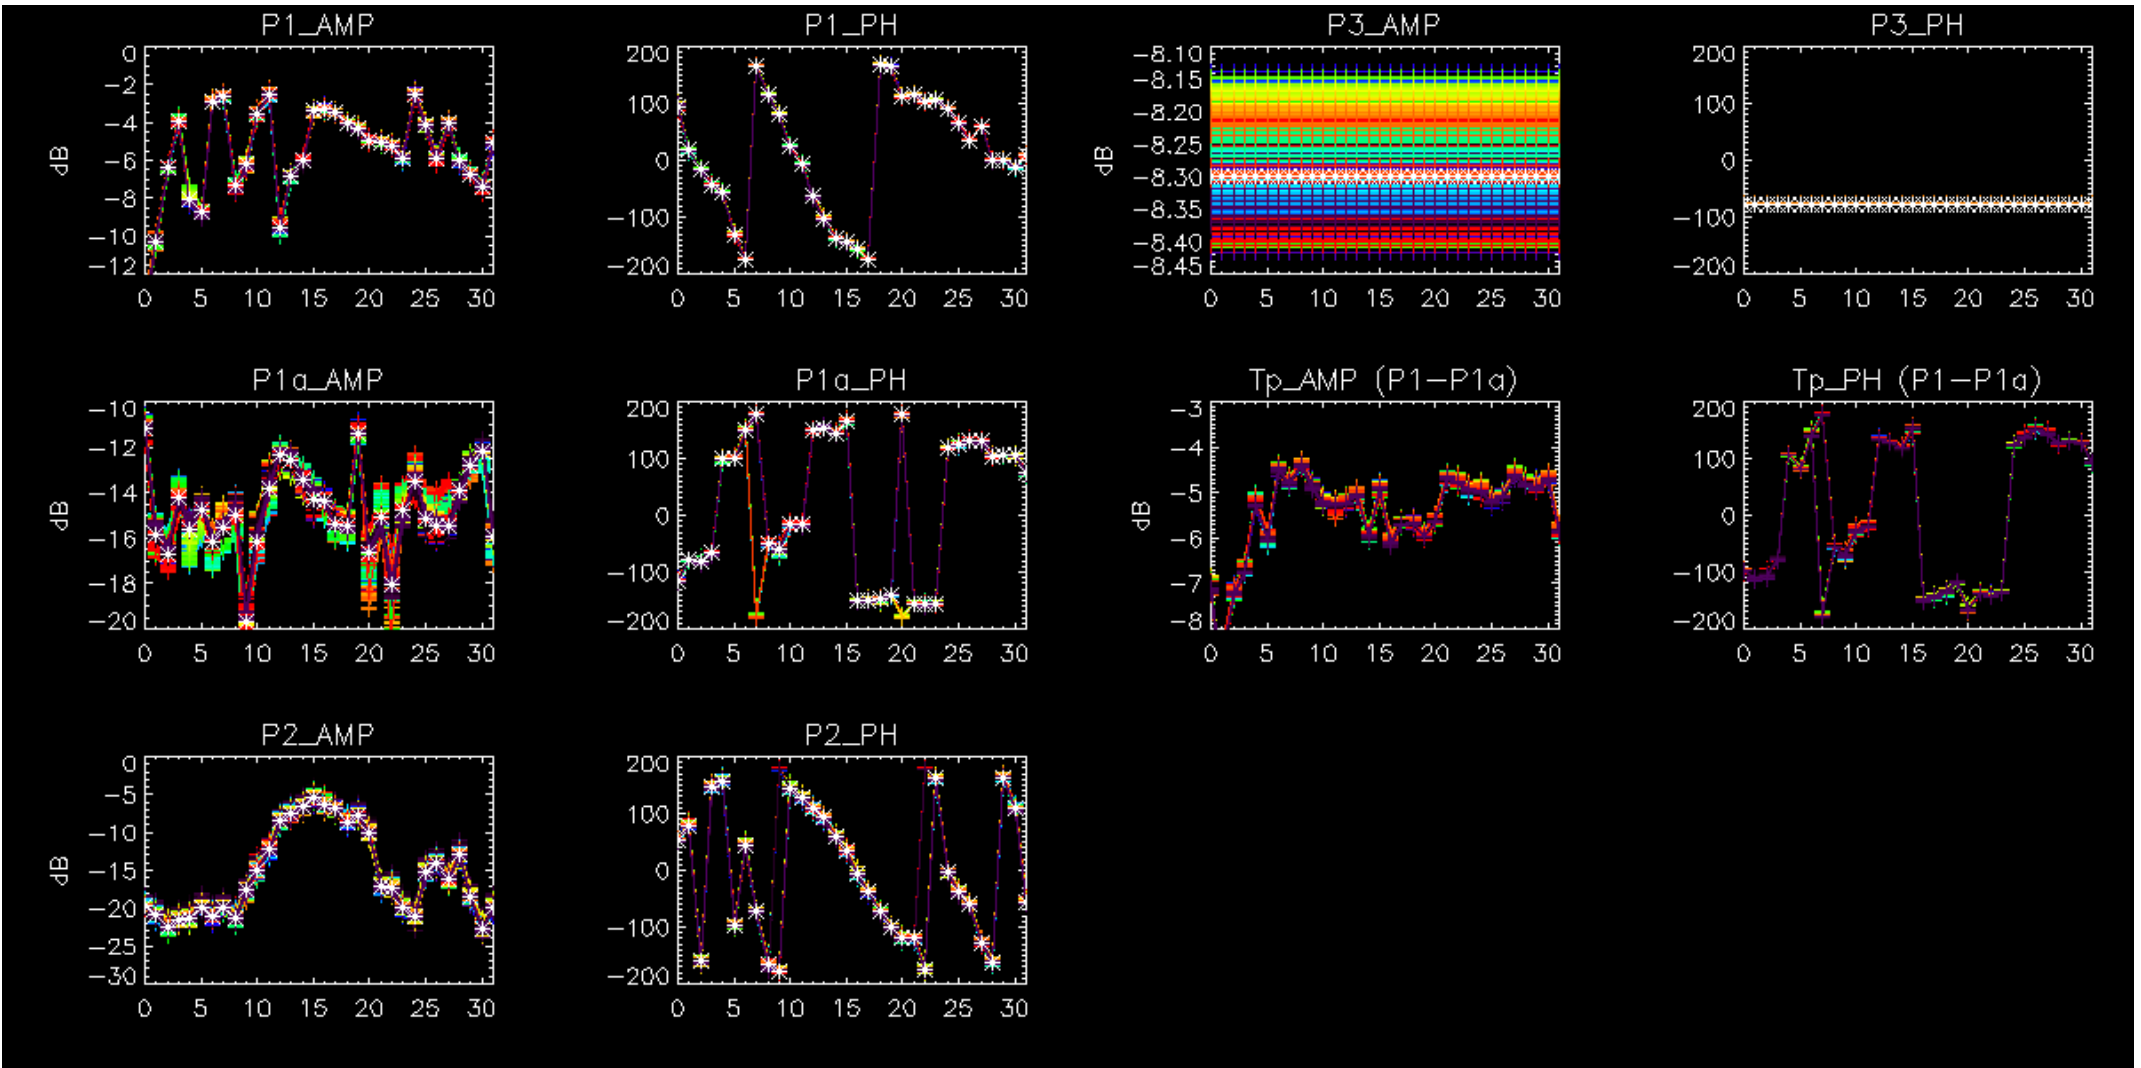 P1_AMP
P1_PH
P3_AMP
P3_PH
0
−2
−4
−6
−8
−10
−12
dB
0 5 10 15 20 25 30
200
100
0
−100
−200
0 5 10 15 20 25 30
−8.10
−8.15
−8.20
−8.25
−8.30
−8.35
−8.40
−8.45
dB
0 5 10 15 20 25 30
200
100
0
−100
−200
0 5 10 15 20 25 30
P1a_AMP
P1a_PH
Tp_AMP (P1−P1a)
Tp_PH (P1−P1a)
−10
−12
−14
−16
−18
−20
dB
0 5 10 15 20 25 30
200
100
0
−100
−200
0 5 10 15 20 25 30
−3
−4
−5
−6
−7
−8
dB
0 5 10 15 20 25 30
200
100
0
−100
−200
0 5 10 15 20 25 30
P2_AMP
P2_PH
0
−5
−10
−15
−20
−25
−30
dB
0 5 10 15 20 25 30
200
100
0
−100
−200
0 5 10 15 20 25 30